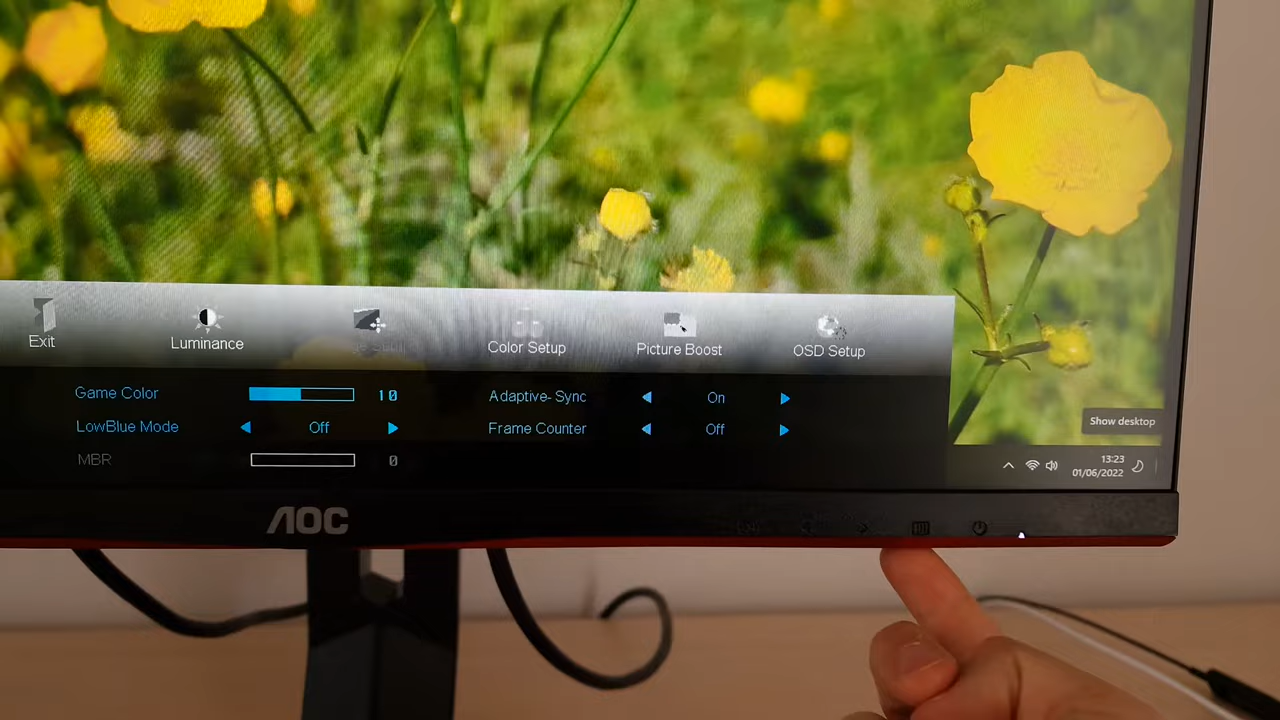 Exit
Luminance
Color Setup
Picture Boost
OSD Setup
Game Color 10
Adaptive-Sync On
LowBlue Mode Off
Frame Counter Off
MBR 0
Show desktop
13:23
01/06/2022
AOC